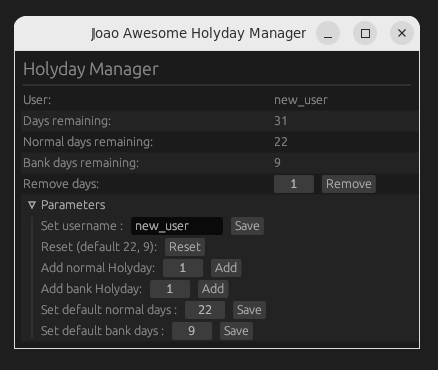 Joao Awesome Holyday Manager
Holyday Manager
User: new_user
Days remaining: 31
Normal days remaining: 22
Bank days remaining: 9
Remove days: 1 Remove
Parameters
Set username : new_user Save
Reset (default 22, 9): Reset
Add normal Holyday: 1 Add
Add bank Holyday: 1 Add
Set default normal days : 22 Save
Set default bank days : 9 Save